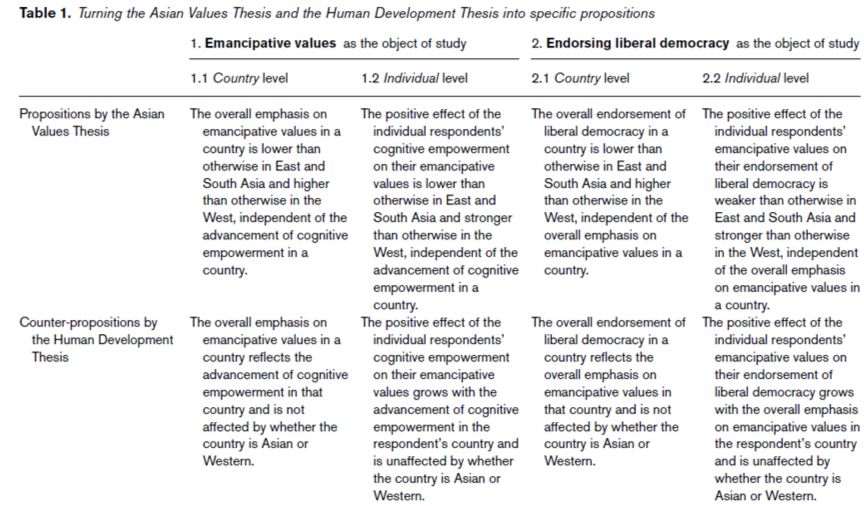 Table 1. Turning the Asian Values Thesis and the Human Development Thesis into specific propositions
1. Emancipative values as the object of study
2. Endorsing liberal democracy as the object of study
1.1 Country level
1.2 Individual level
2.1 Country level
2.2 Individual level
Propositions by the Asian
Values Thesis
The overall emphasis on
emancipative values in a
country is lower than
otherwise in East and
South Asia and higher
than otherwise in the
West, independent of the
advancement of cognitive
empowerment in a
country.
The positive effect of the
individual respondents'
cognitive empowerment
on their emancipative
values is lower than
otherwise in East and
South Asia and stronger
than otherwise in the
West, independent of the
advancement of cognitive
empowerment in a
country.
The overall endorsement of
liberal democracy in a
country is lower than
otherwise in East and
South Asia and higher
than otherwise in the
West, independent of the
overall emphasis on
emancipative values in a
country.
The positive effect of the
individual respondents'
emancipative values on
their endorsement of
liberal democracy is
weaker than otherwise in
East and South Asia and
stronger than otherwise
in the West, independent
of the overall emphasis
on emancipative values in
a country.
Counter-propositions by
the Human Development
Thesis
The overall emphasis on
emancipative values in a
country reflects the
advancement of cognitive
empowerment in that
country and is not
affected by whether the
country is Asian or
Western.
The positive effect of the
individual respondents'
cognitive empowerment
on their emancipative
values grows with the
advancement of cognitive
empowerment in the
respondent's country and
is unaffected by whether
the country is Asian or
Western.
The overall endorsement of
liberal democracy in a
country reflects the
overall emphasis on
emancipative values in
that country and is not
affected by whether the
country is Asian or
Western.
The positive effect of the
individual respondents'
emancipative values on
their endorsement of
liberal democracy grows
with the overall emphasis
on emancipative values in
the respondent's country
and is unaffected by
whether the country is
Asian or Western.